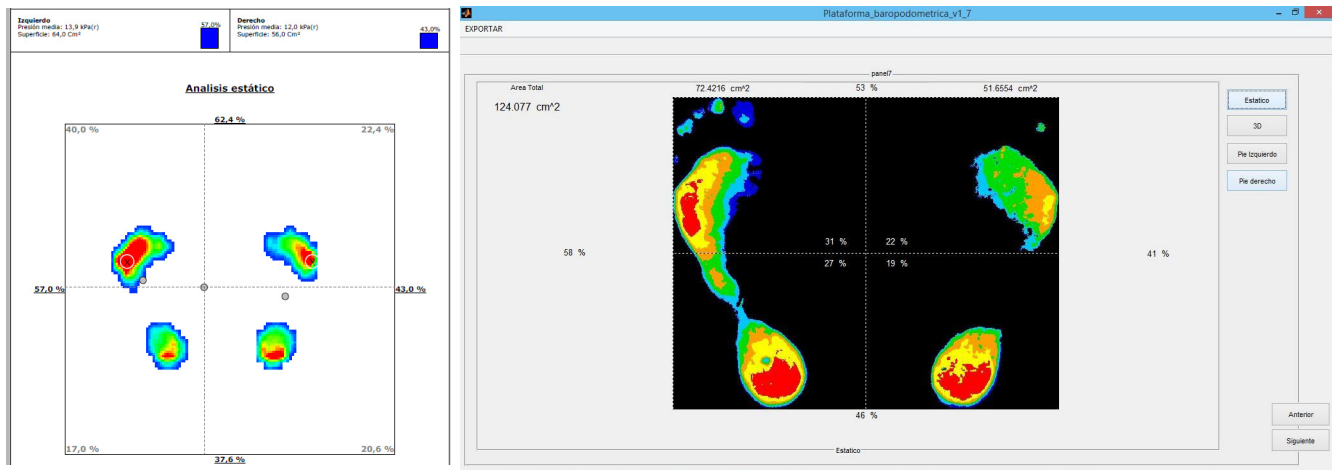 Izquierdo
Presión media: 13,9 kPa(r)
Superficie: 64,0 Cm²
57,0%
Derecho
Presión media: 12,0 kPa(r)
Superficie: 56,0 Cm²
43,0%
Analisis estático
62,4 %
40,0 %
22,4 %
57,0 %
43,0 %
17,0 %
20,6 %
37,6 %
Plataforma_baropodometrica_v1_7
EXPORTAR
panel7
Area Total
124.077 cm^2
72.4216 cm^2
53 %
51.6554 cm^2
Estatico
3D
Pie Izquierdo
Pie derecho
31 %
22 %
58 %
41 %
27 %
19 %
46 %
Anterior
Siguiente
Estatico